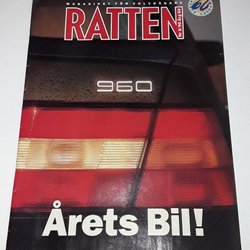 MAGASINET FÖR VOLVOÄGARE
RATTEN
960
Årets Bil!